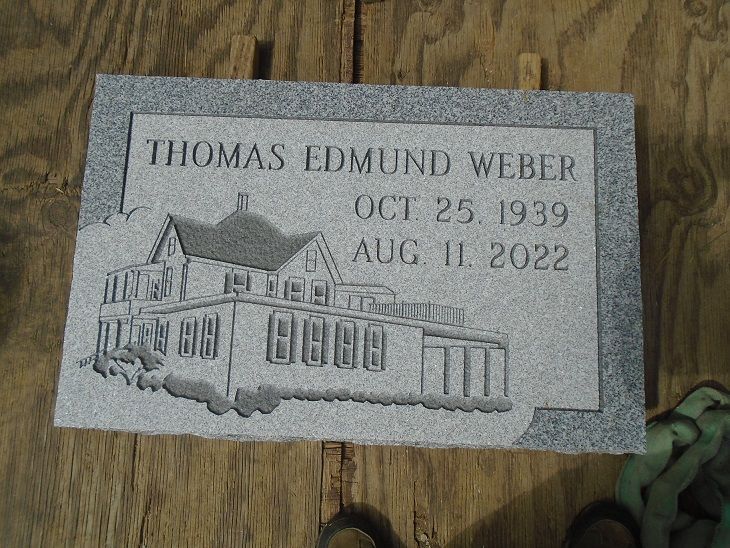 THOMAS EDMUND WEBER
OCT. 25, 1939
AUG. 11, 2022